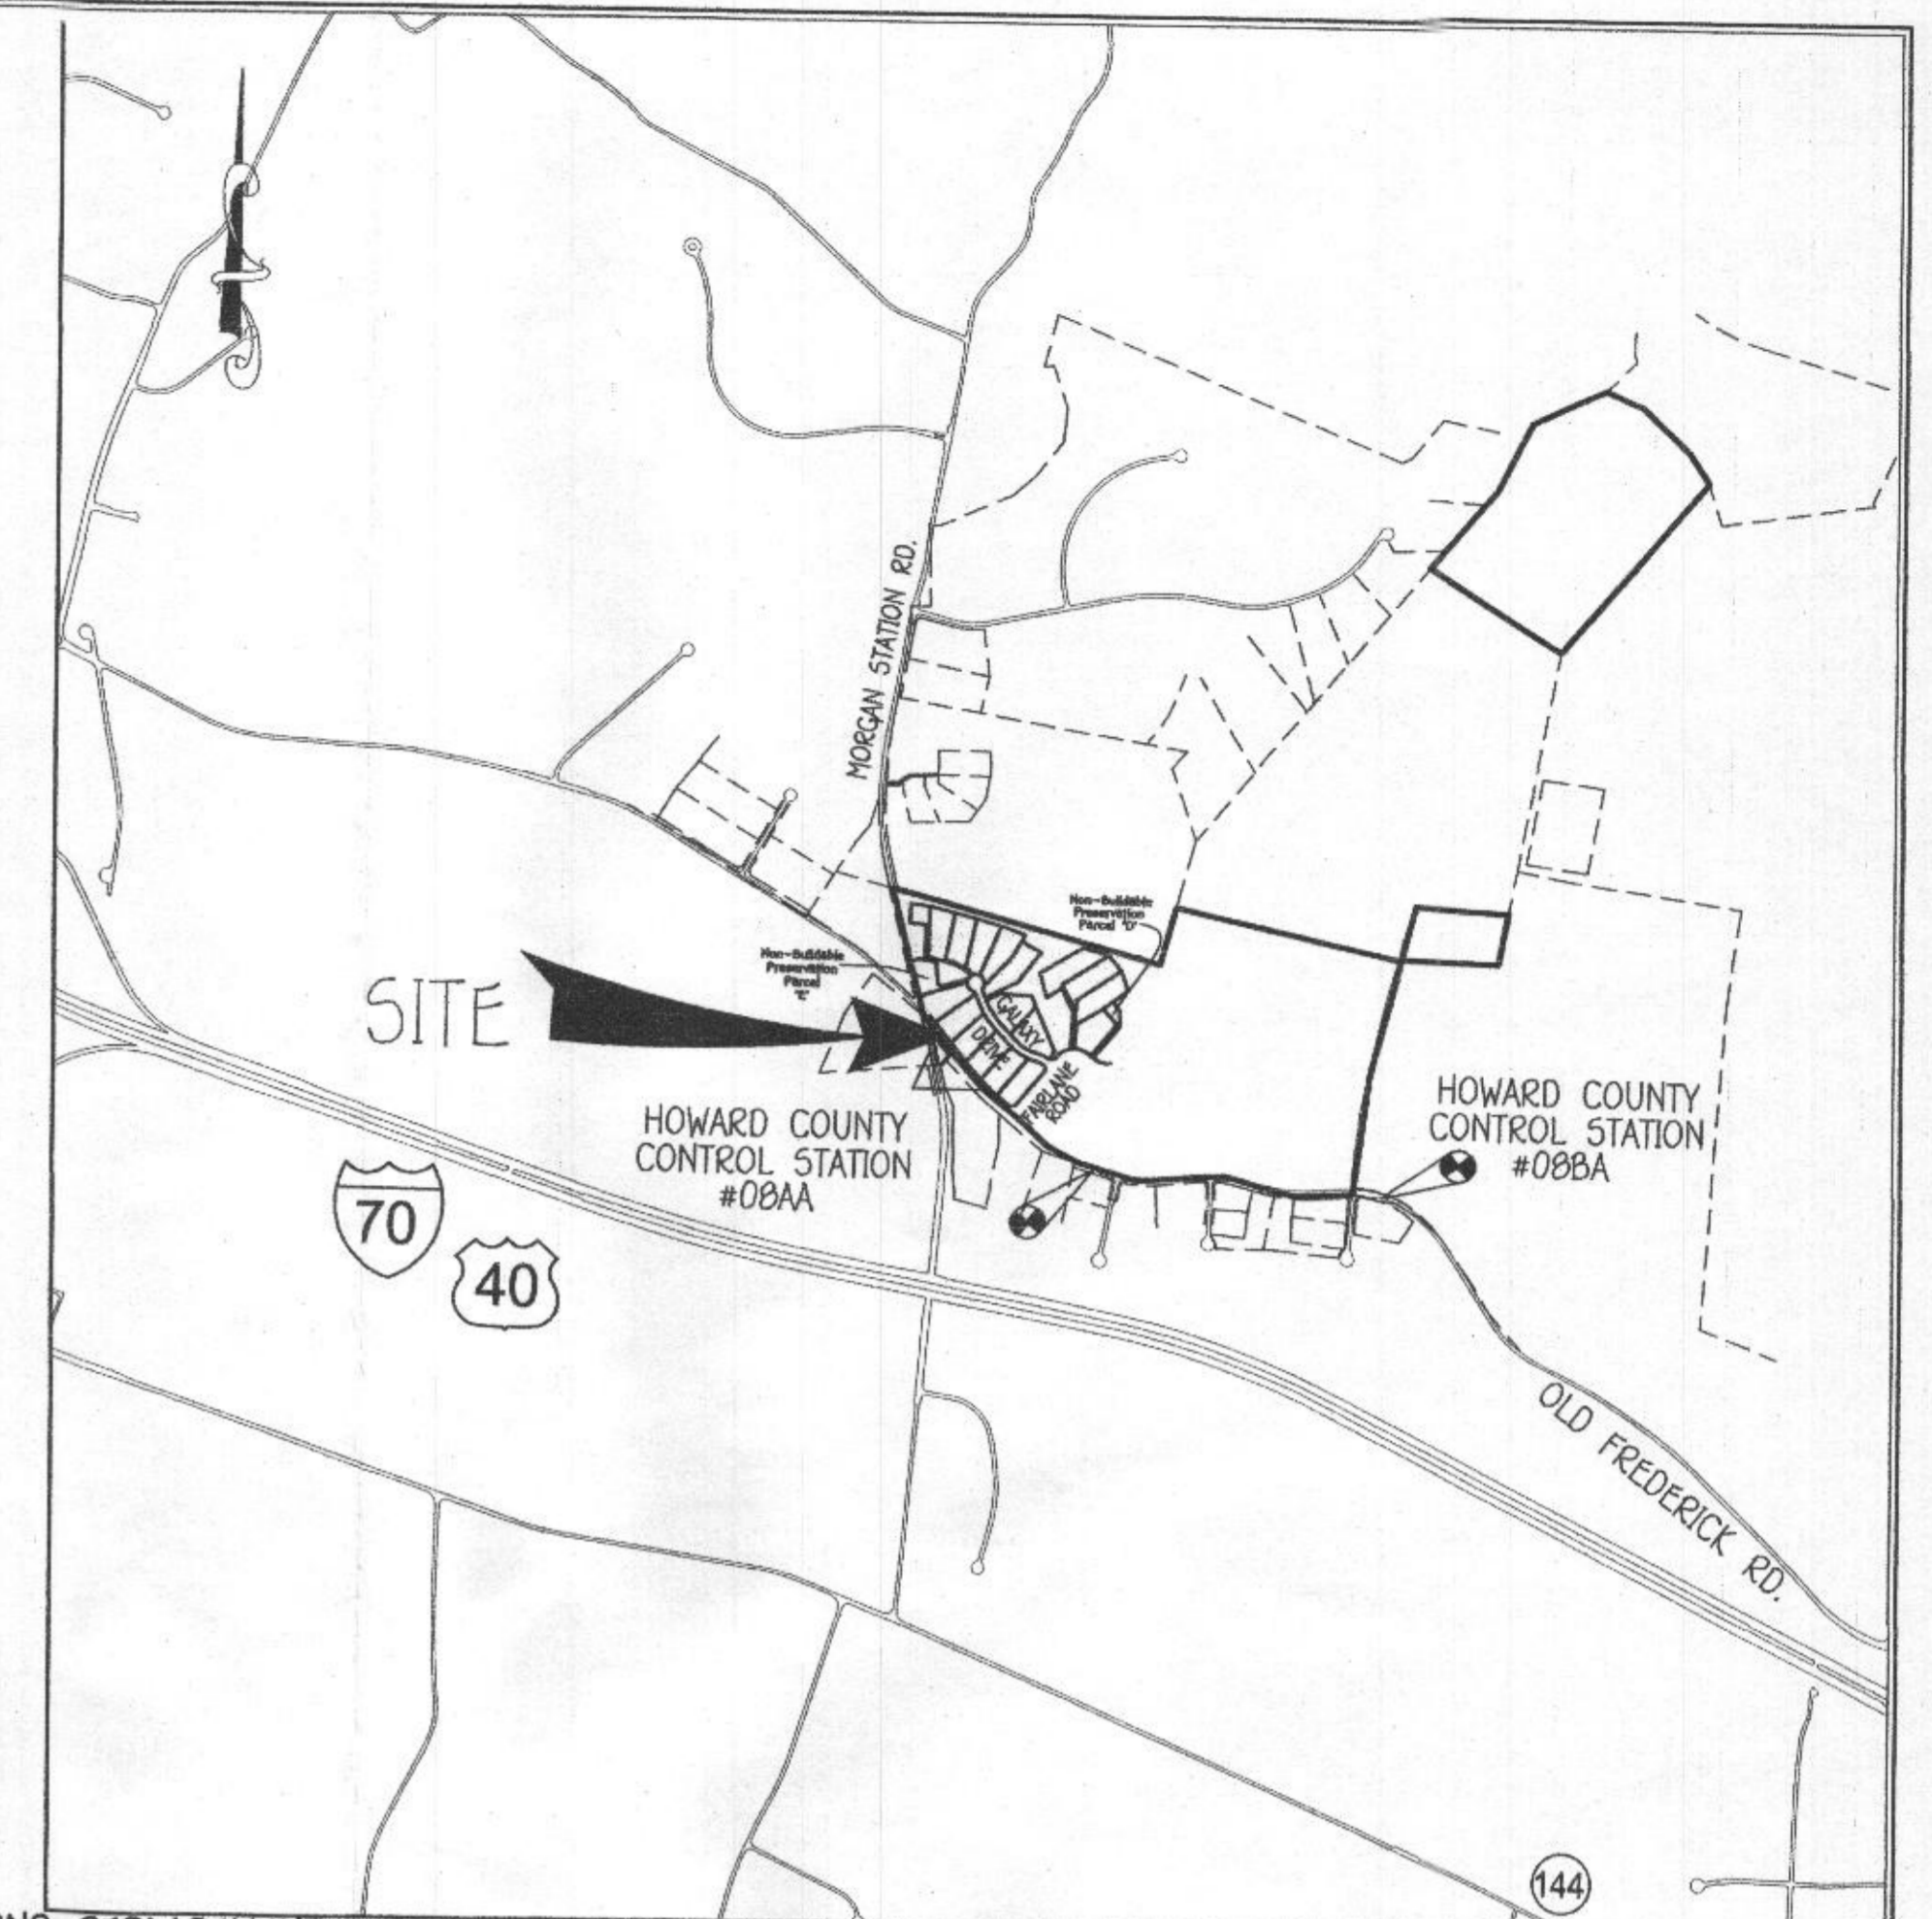 MORGAN STATION RD.
Non-Buildable
Preservation
Parcel "D"
Non-Buildable
Preservation
Parcel
"E"
SITE
GALAXY
DRIVE
FAIRLANE
ROAD
HOWARD COUNTY
CONTROL STATION
#08AA
HOWARD COUNTY
CONTROL STATION
#08BA
70
40
OLD FREDERICK RD.
144